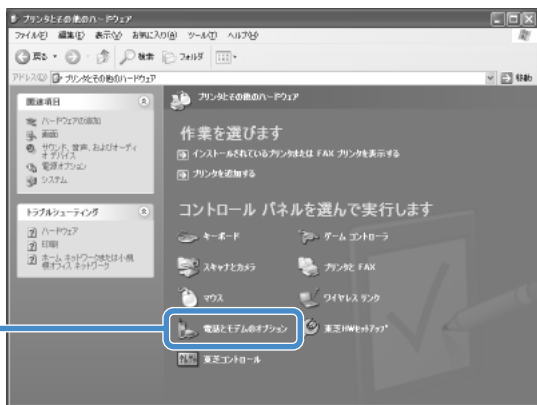 プリンタとその他のハードウェア
ファイル(F) 編集(E) 表示(V) お気に入り(A) ツール(T) ヘルプ(H)
戻る 検索 フォルダ
アドレス(D) プリンタとその他のハードウェア 移動
関連項目
ハードウェアの追加
画面
サウンド、音声、およびオーディオ デバイス
電源オプション
システム
トラブルシューティング
ハードウェア
印刷
ホーム ネットワークまたは小規模オフィス ネットワーク
プリンタとその他のハードウェア
作業を選びます
インストールされているプリンタまたは FAX プリンタを表示する
プリンタを追加する
コントロール パネルを選んで実行します
キーボード ゲーム コントローラ
スキャナとカメラ プリンタと FAX
マウス ワイヤレス リンク
電話とモデムのオプション 東芝HWセットアップ
東芝コントロール